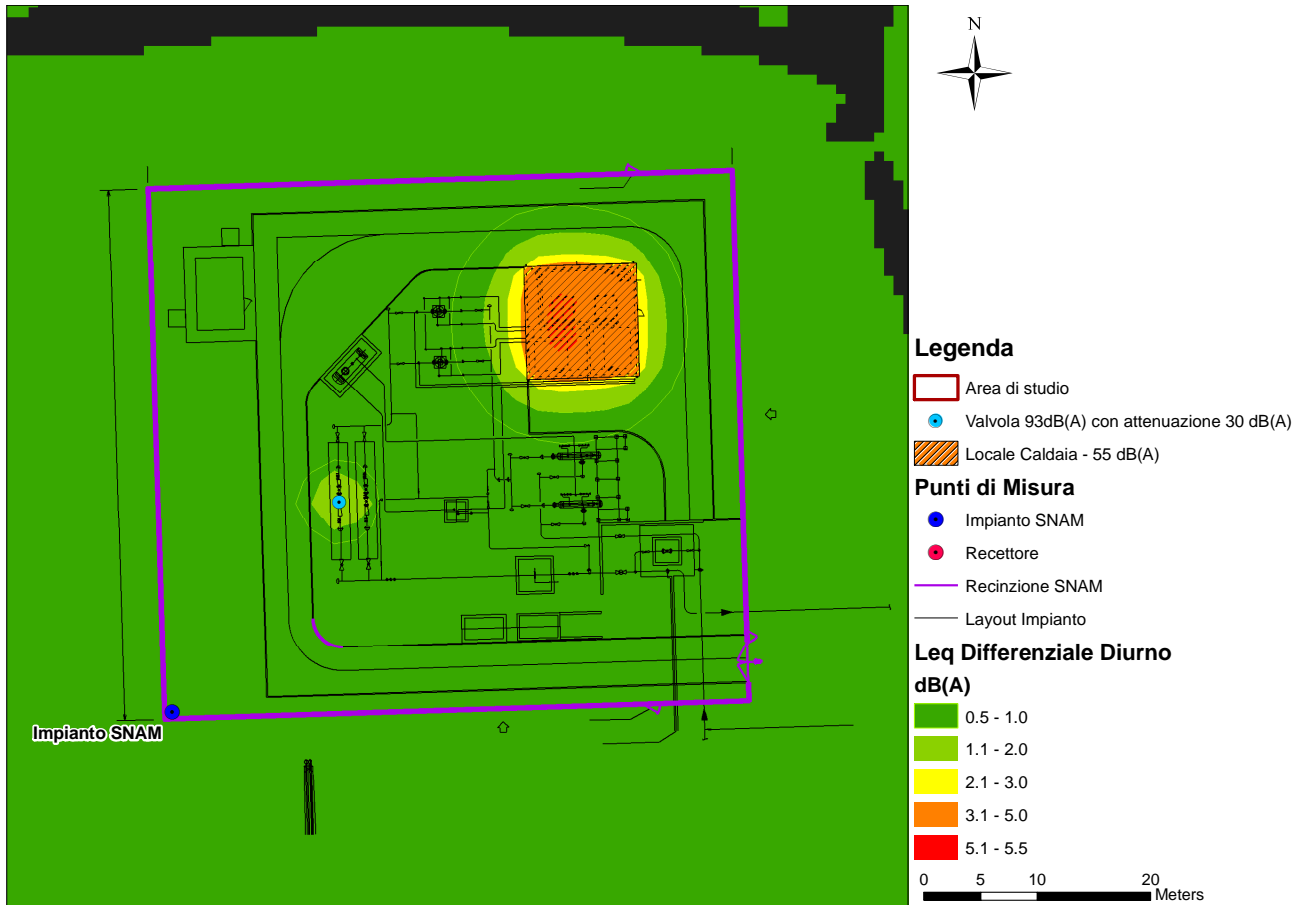 N
Impianto SNAM
Legenda
Area di studio
Valvola 93dB(A) con attenuazione 30 dB(A)
Locale Caldaia - 55 dB(A)
Punti di Misura
Impianto SNAM
Recettore
Recinzione SNAM
Layout Impianto
Leq Differenziale Diurno
dB(A)
0.5 - 1.0
1.1 - 2.0
2.1 - 3.0
3.1 - 5.0
5.1 - 5.5
0 5 10 20
Meters